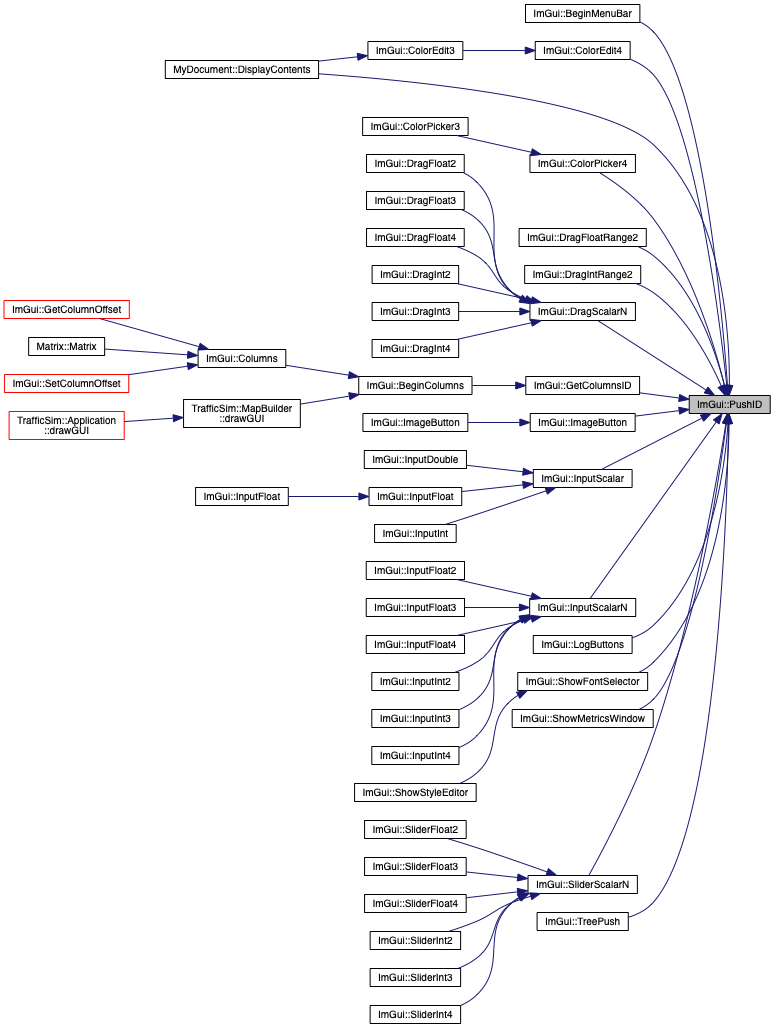 ImGui::BeginMenuBar
ImGui::ColorEdit3
ImGui::ColorEdit4
MyDocument::DisplayContents
ImGui::ColorPicker3
ImGui::DragFloat2
ImGui::ColorPicker4
ImGui::DragFloat3
ImGui::DragFloat4
ImGui::DragFloatRange2
ImGui::DragInt2
ImGui::DragIntRange2
ImGui::GetColumnOffset
ImGui::DragInt3
ImGui::DragScalarN
Matrix::Matrix
ImGui::DragInt4
ImGui::Columns
ImGui::SetColumnOffset
ImGui::BeginColumns
ImGui::GetColumnsID
ImGui::PushID
TrafficSim::MapBuilder
::drawGUI
TrafficSim::Application
::drawGUI
ImGui::ImageButton
ImGui::ImageButton
ImGui::InputDouble
ImGui::InputScalar
ImGui::InputFloat
ImGui::InputFloat
ImGui::InputInt
ImGui::InputFloat2
ImGui::InputFloat3
ImGui::InputScalarN
ImGui::InputFloat4
ImGui::LogButtons
ImGui::InputInt2
ImGui::ShowFontSelector
ImGui::InputInt3
ImGui::ShowMetricsWindow
ImGui::InputInt4
ImGui::ShowStyleEditor
ImGui::SliderFloat2
ImGui::SliderFloat3
ImGui::SliderScalarN
ImGui::SliderFloat4
ImGui::TreePush
ImGui::SliderInt2
ImGui::SliderInt3
ImGui::SliderInt4